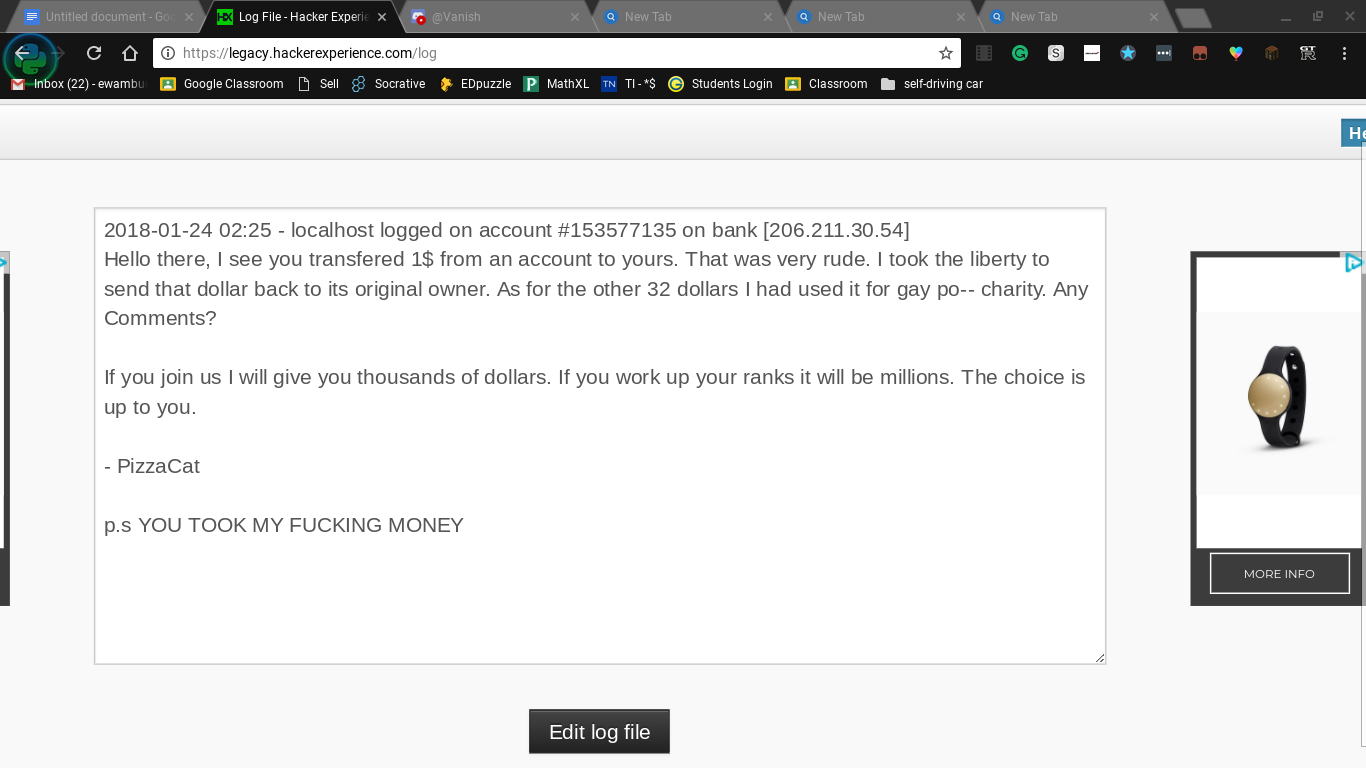 Untitled document - Goo
Log File - Hacker Experie
@Vanish
New Tab
New Tab
New Tab
https://legacy.hackerexperience.com/log
Inbox (22) - ewambu
Google Classroom
Sell
Socrative
EDpuzzle
MathXL
TI - *$
Students Login
Classroom
self-driving car
He
2018-01-24 02:25 - localhost logged on account #153577135 on bank [206.211.30.54]
Hello there, I see you transfered 1$ from an account to yours. That was very rude. I took the liberty to
send that dollar back to its original owner. As for the other 32 dollars I had used it for gay po-- charity. Any
Comments?
If you join us I will give you thousands of dollars. If you work up your ranks it will be millions. The choice is
up to you.
- PizzaCat
p.s YOU TOOK MY FUCKING MONEY
MORE INFO
Edit log file